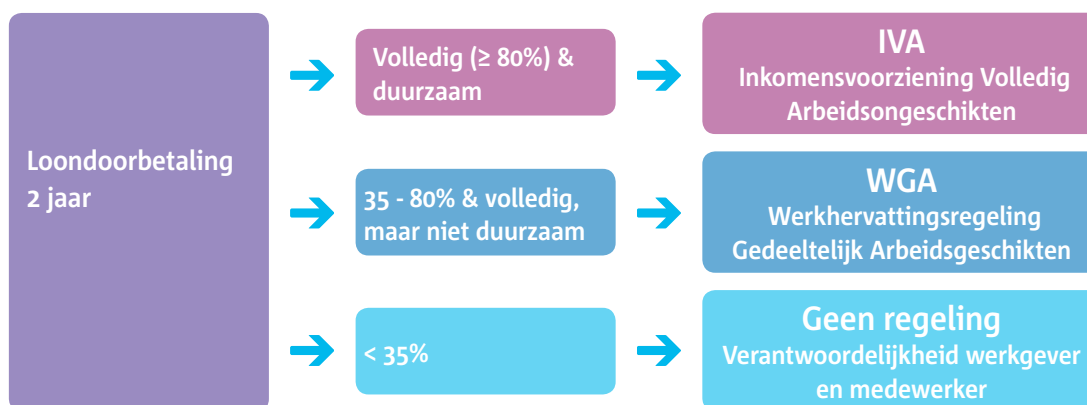 Loondoorbetaling
2 jaar
Volledig (≥ 80%) &
duurzaam
IVA
Inkomensvoorziening Volledig
Arbeidsongeschikten
35 - 80% & volledig,
maar niet duurzaam
WGA
Werkhervattingsregeling
Gedeeltelijk Arbeidsgeschikten
< 35%
Geen regeling
Verantwoordelijkheid werkgever
en medewerker